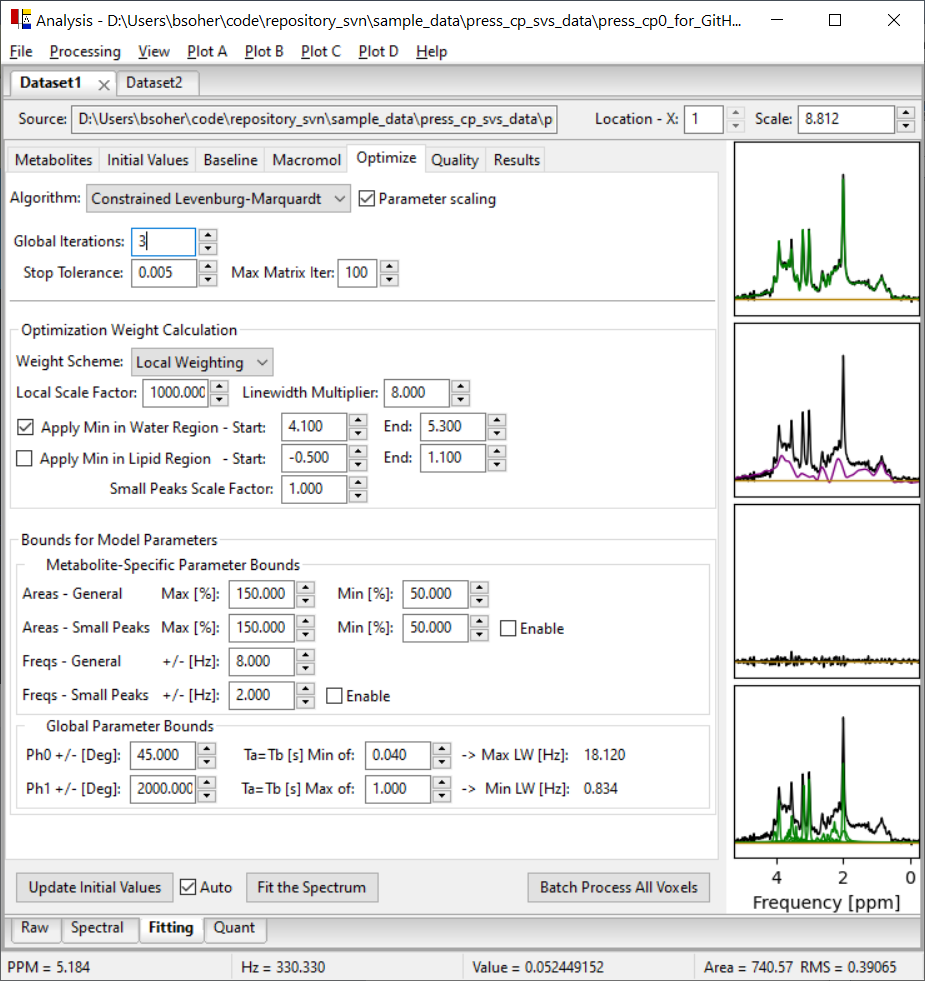 Analysis - D:\Users\bsoher\code\repository_svn\sample_data\press_cp_svs_data\press_cp0_for_GitH...
File Processing View Plot A Plot B Plot C Plot D Help
Dataset1 Dataset2
Source: D:\Users\bsoher\code\repository_svn\sample_data\press_cp_svs_data\p Location - X: 1 Scale: 8.812
Metabolites Initial Values Baseline Macromol Optimize Quality Results
Algorithm: Constrained Levenburg-Marquardt Parameter scaling
Global Iterations: 3
Stop Tolerance: 0.005 Max Matrix Iter: 100
Optimization Weight Calculation
Weight Scheme: Local Weighting
Local Scale Factor: 1000.000 Linewidth Multiplier: 8.000
Apply Min in Water Region - Start: 4.100 End: 5.300
Apply Min in Lipid Region - Start: -0.500 End: 1.100
Small Peaks Scale Factor: 1.000
Bounds for Model Parameters
Metabolite-Specific Parameter Bounds
Areas - General Max [%]: 150.000 Min [%]: 50.000
Areas - Small Peaks Max [%]: 150.000 Min [%]: 50.000 Enable
Freqs - General +/- [Hz]: 8.000
Freqs - Small Peaks +/- [Hz]: 2.000 Enable
Global Parameter Bounds
Ph0 +/- [Deg]: 45.000 Ta=Tb [s] Min of: 0.040 -> Max LW [Hz]: 18.120
Ph1 +/- [Deg]: 2000.000 Ta=Tb [s] Max of: 1.000 -> Min LW [Hz]: 0.834
Update Initial Values Auto Fit the Spectrum Batch Process All Voxels
4 2 0
Frequency [ppm]
Raw Spectral Fitting Quant
PPM = 5.184 Hz = 330.330 Value = 0.052449152 Area = 740.57 RMS = 0.39065